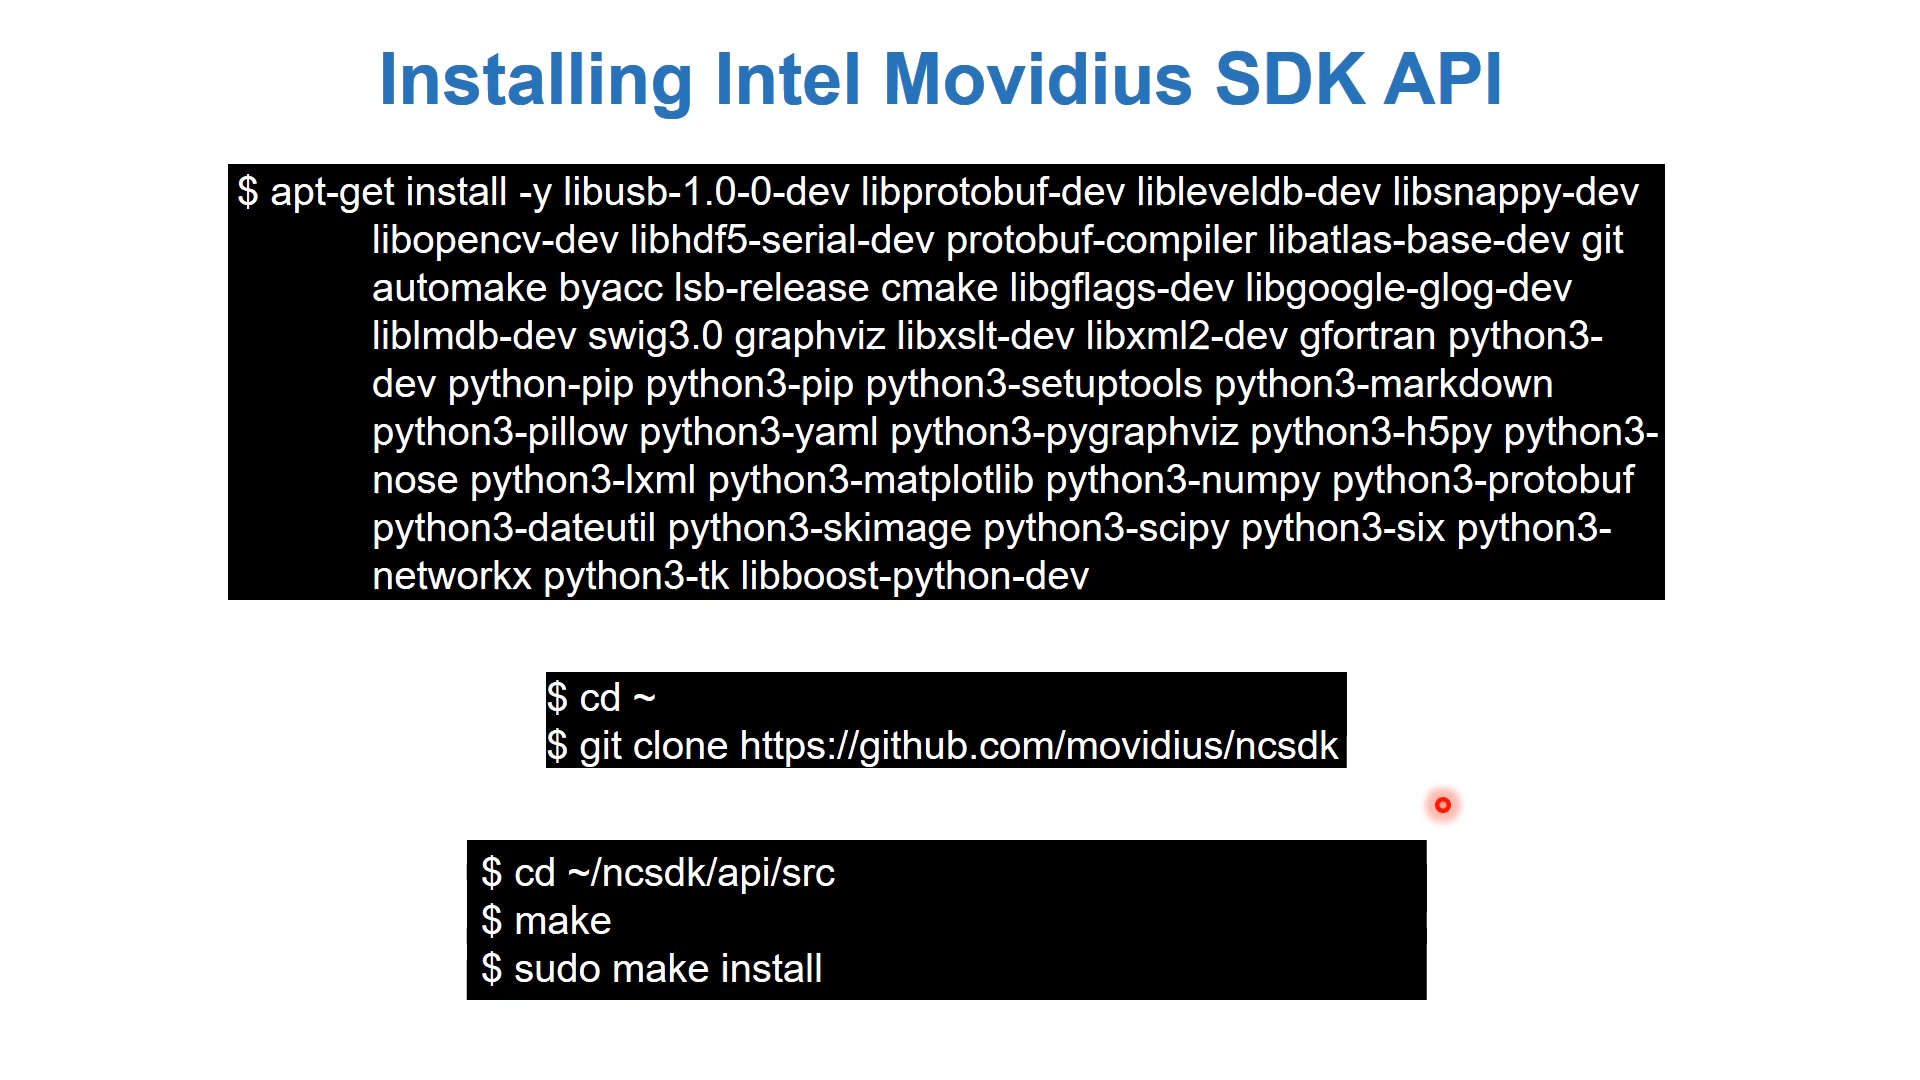 Installing Intel Movidius SDK API
$ apt-get install -y libusb-1.0-0-dev libprotobuf-dev libleveldb-dev libsnappy-dev
libopencv-dev libhdf5-serial-dev protobuf-compiler libatlas-base-dev git
automake byacc lsb-release cmake libgflags-dev libgoogle-glog-dev
liblmdb-dev swig3.0 graphviz libxslt-dev libxml2-dev gfortran python3-
dev python-pip python3-pip python3-setuptools python3-markdown
python3-pillow python3-yaml python3-pygraphviz python3-h5py python3-
nose python3-lxml python3-matplotlib python3-numpy python3-protobuf
python3-dateutil python3-skimage python3-scipy python3-six python3-
networkx python3-tk libboost-python-dev
$ cd ~
$ git clone https://github.com/movidius/ncsdk
$ cd ~/ncsdk/api/src
$ make
$ sudo make install